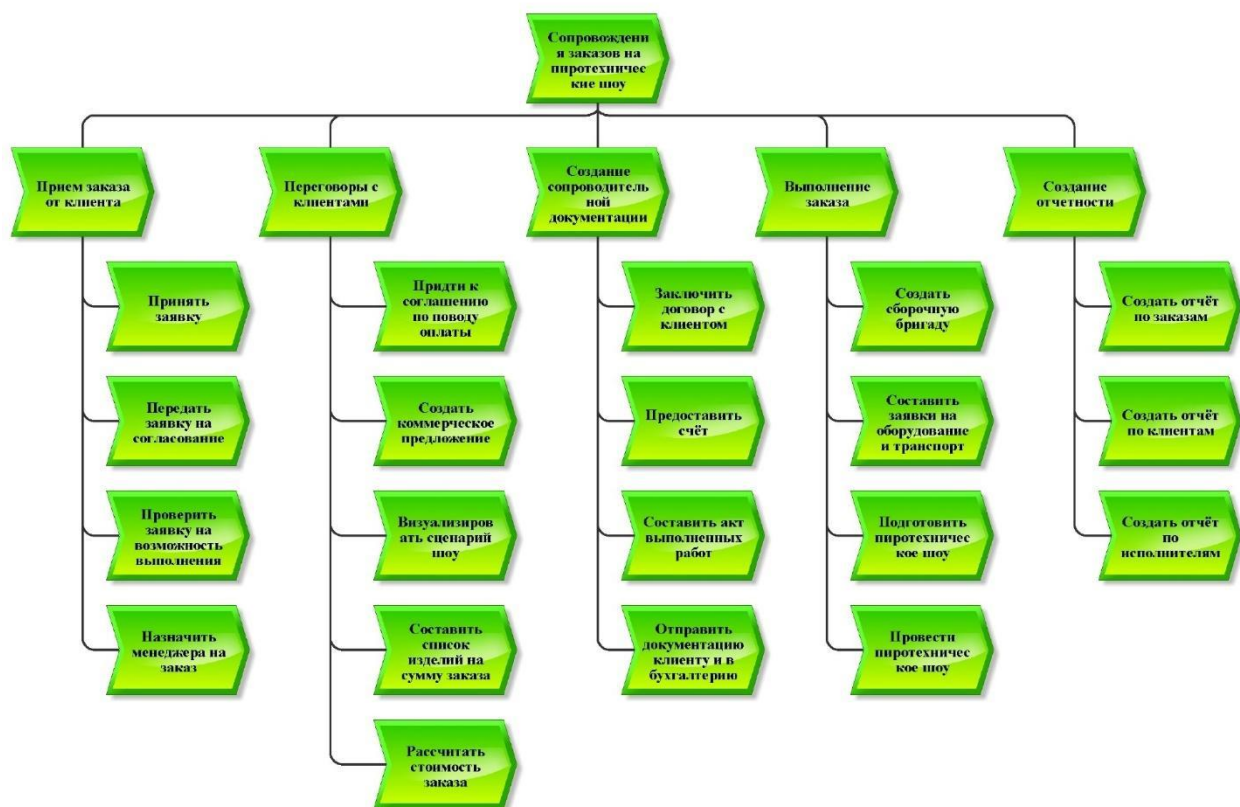 Сопровождени
я заказов на
пиротехничес
кие шоу
Прием заказа
от клиента
Переговоры с
клиентами
Создание
сопроводитель
ной
документации
Выполнение
заказа
Создание
отчетности
Принять
заявку
Передать
заявку на
согласование
Проверить
заявку на
возможность
выполнения
Назначить
менеджера на
заказ
Придти к
соглашению
по поводу
оплаты
Создать
коммерческое
предложение
Визуализиров
ать сценарий
шоу
Составить
список
изделий на
сумму заказа
Рассчитать
стоимость
заказа
Заключить
договор с
клиентом
Предоставить
счёт
Составить акт
выполненных
работ
Отправить
документацию
клиенту и в
бухгалтерию
Создать
сборочную
бригаду
Составить
заявки на
оборудование
и транспорт
Подготовить
пиротехничес
кое шоу
Провести
пиротехничес
кое шоу
Создать отчёт
по заказам
Создать отчёт
по клиентам
Создать отчёт
по
исполнителям